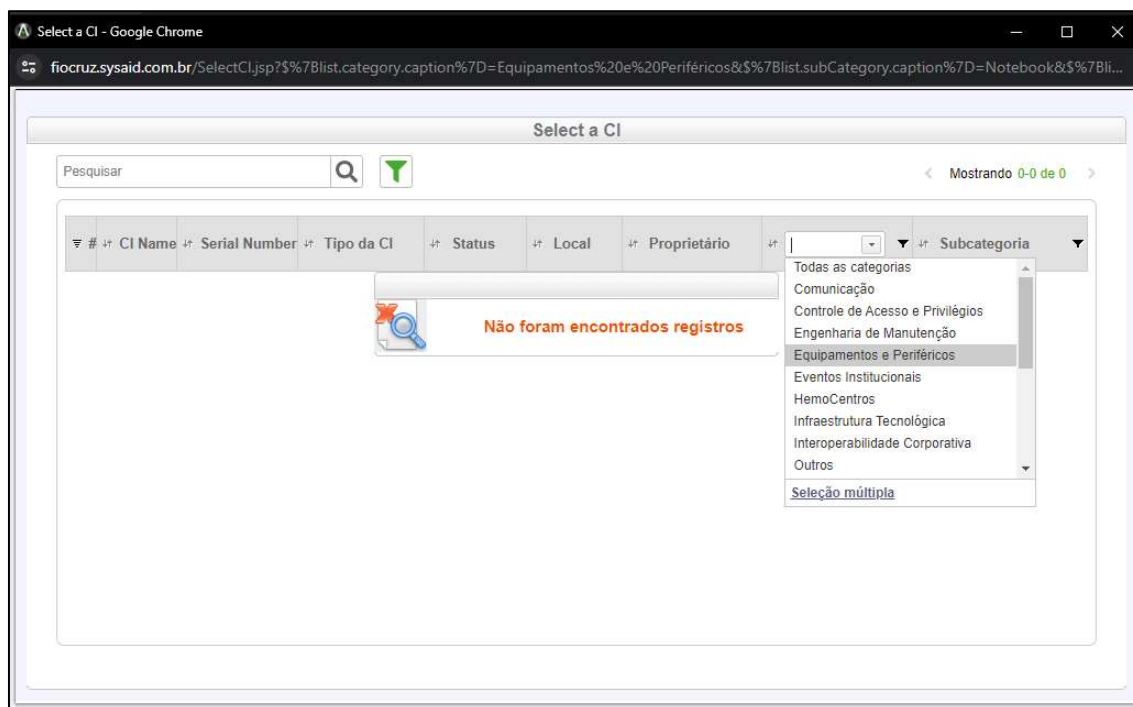 Select a CI - Google Chrome
fiocruz.sysaid.com.br/SelectCI.jsp?$%7Blist.category.caption%7D=Equipamentos%20e%20Periféricos&$%7Blist.subCategory.caption%7D=Notebook&$%7Bli...
Select a CI
Pesquisar
Mostrando 0-0 de 0
# CI Name Serial Number Tipo da CI Status Local Proprietário Subcategoria
Todas as categorias
Comunicação
Controle de Acesso e Privilégios
Não foram encontrados registros
Engenharia de Manutenção
Equipamentos e Periféricos
Eventos Institucionais
HemoCentros
Infraestrutura Tecnológica
Interoperabilidade Corporativa
Outros
Seleção múltipla